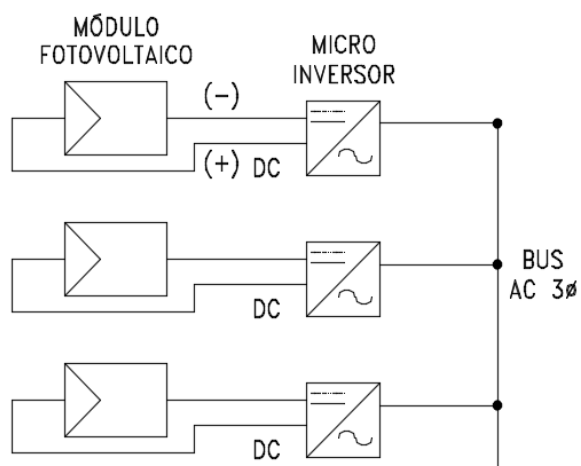 MÓDULO
FOTOVOLTAICO
MICRO
INVERSOR
(-)
(+) DC
BUS
AC 3ø
DC
DC